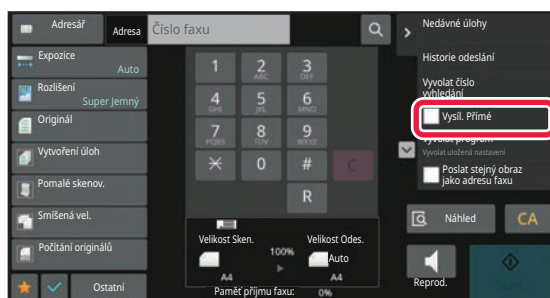 Adresář
Adresa
Číslo faxu
Expozice
Auto
Rozlišení
Super Jemný
Originál
Vytvoření úloh
Pomalé skenov.
Smíšená vel.
Počítání originálů
Ostatní
1
2
ABC
3
DEF
4
GHI
5
JKL
6
MNO
7
PQRS
8
TUV
9
WXYZ
0
#
C
R
Velikost Sken.
100%
Velikost Odes.
Auto
A4
A4
Paměť příjmu faxu: 0%
Nedávné úlohy
Historie odeslání
Vyvolat číslo
vyhledání
Vysíl. Přímé
Vyvolat program
Vyvolat uložená nastavení
Poslat stejný obraz
jako adresu faxu
Náhled
CA
Reprod.
Start